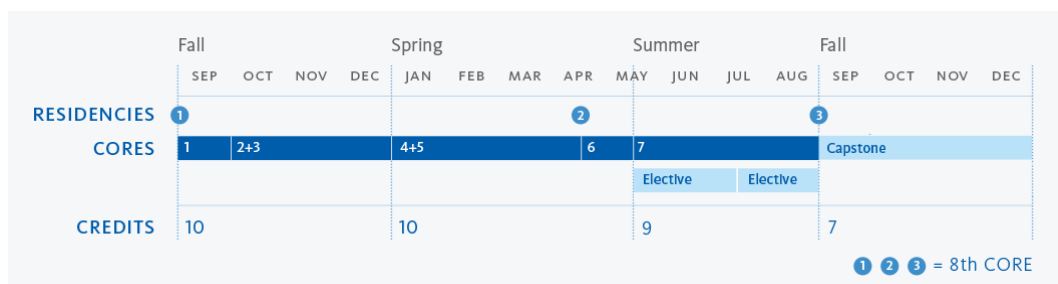 Fall Spring Summer Fall
SEP OCT NOV DEC JAN FEB MAR APR MAY JUN JUL AUG SEP OCT NOV DEC
RESIDENCIES 1 2 3
CORES 1 2+3 4+5 6 7 Capstone
Elective Elective
CREDITS 10 10 9 7
1 2 3 = 8th CORE